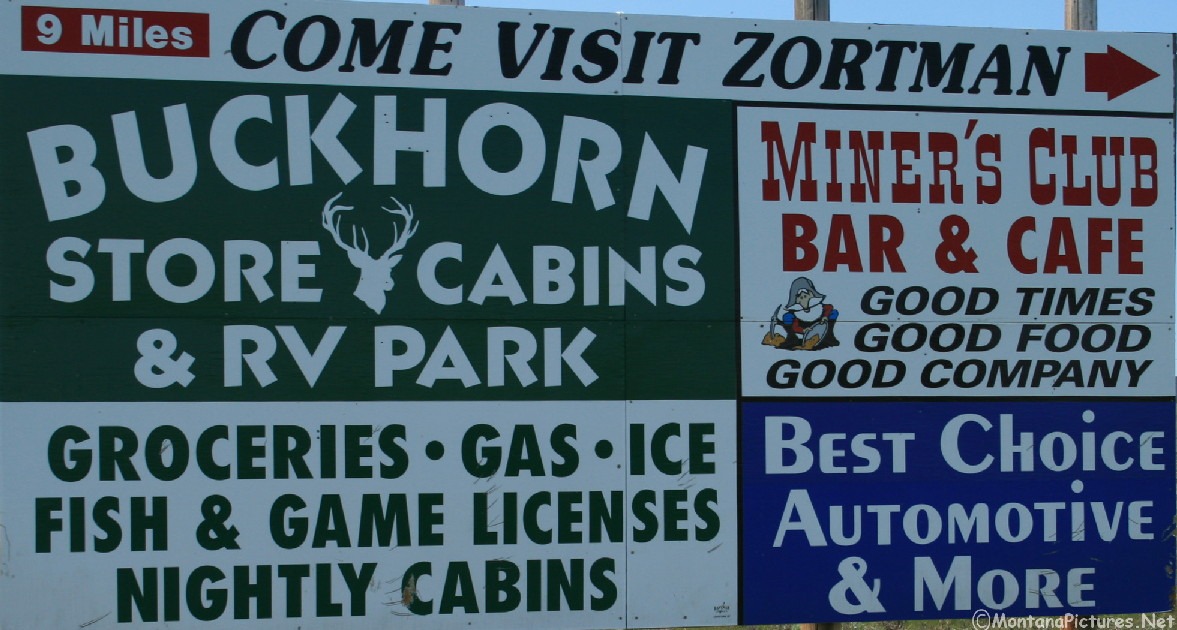 9 Miles COME VISIT ZORTMAN
BUCKHORN
STORE CABINS
& RV PARK
GROCERIES • GAS • ICE
FISH & GAME LICENSES
NIGHTLY CABINS
MINER'S CLUB
BAR & CAFE
GOOD TIMES
GOOD FOOD
GOOD COMPANY
BEST CHOICE
AUTOMOTIVE
& MORE
©MontanaPictures.Net